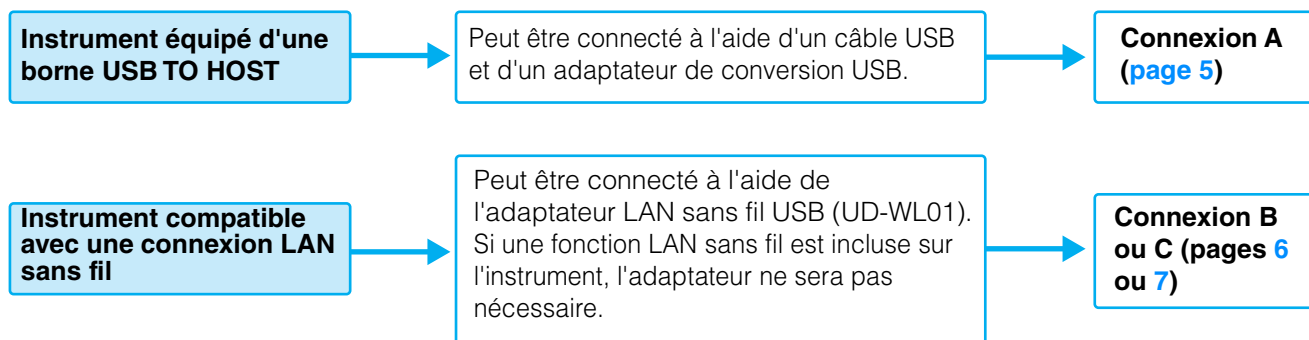 Instrument équipé d'une
borne USB TO HOST
Peut être connecté à l'aide d'un câble USB
et d'un adaptateur de conversion USB.
Connexion A
(page 5)
Instrument compatible
avec une connexion LAN
sans fil
Peut être connecté à l'aide de
l'adaptateur LAN sans fil USB (UD-WL01).
Si une fonction LAN sans fil est incluse sur
l'instrument, l'adaptateur ne sera pas
nécessaire.
Connexion B
ou C (pages 6
ou 7)